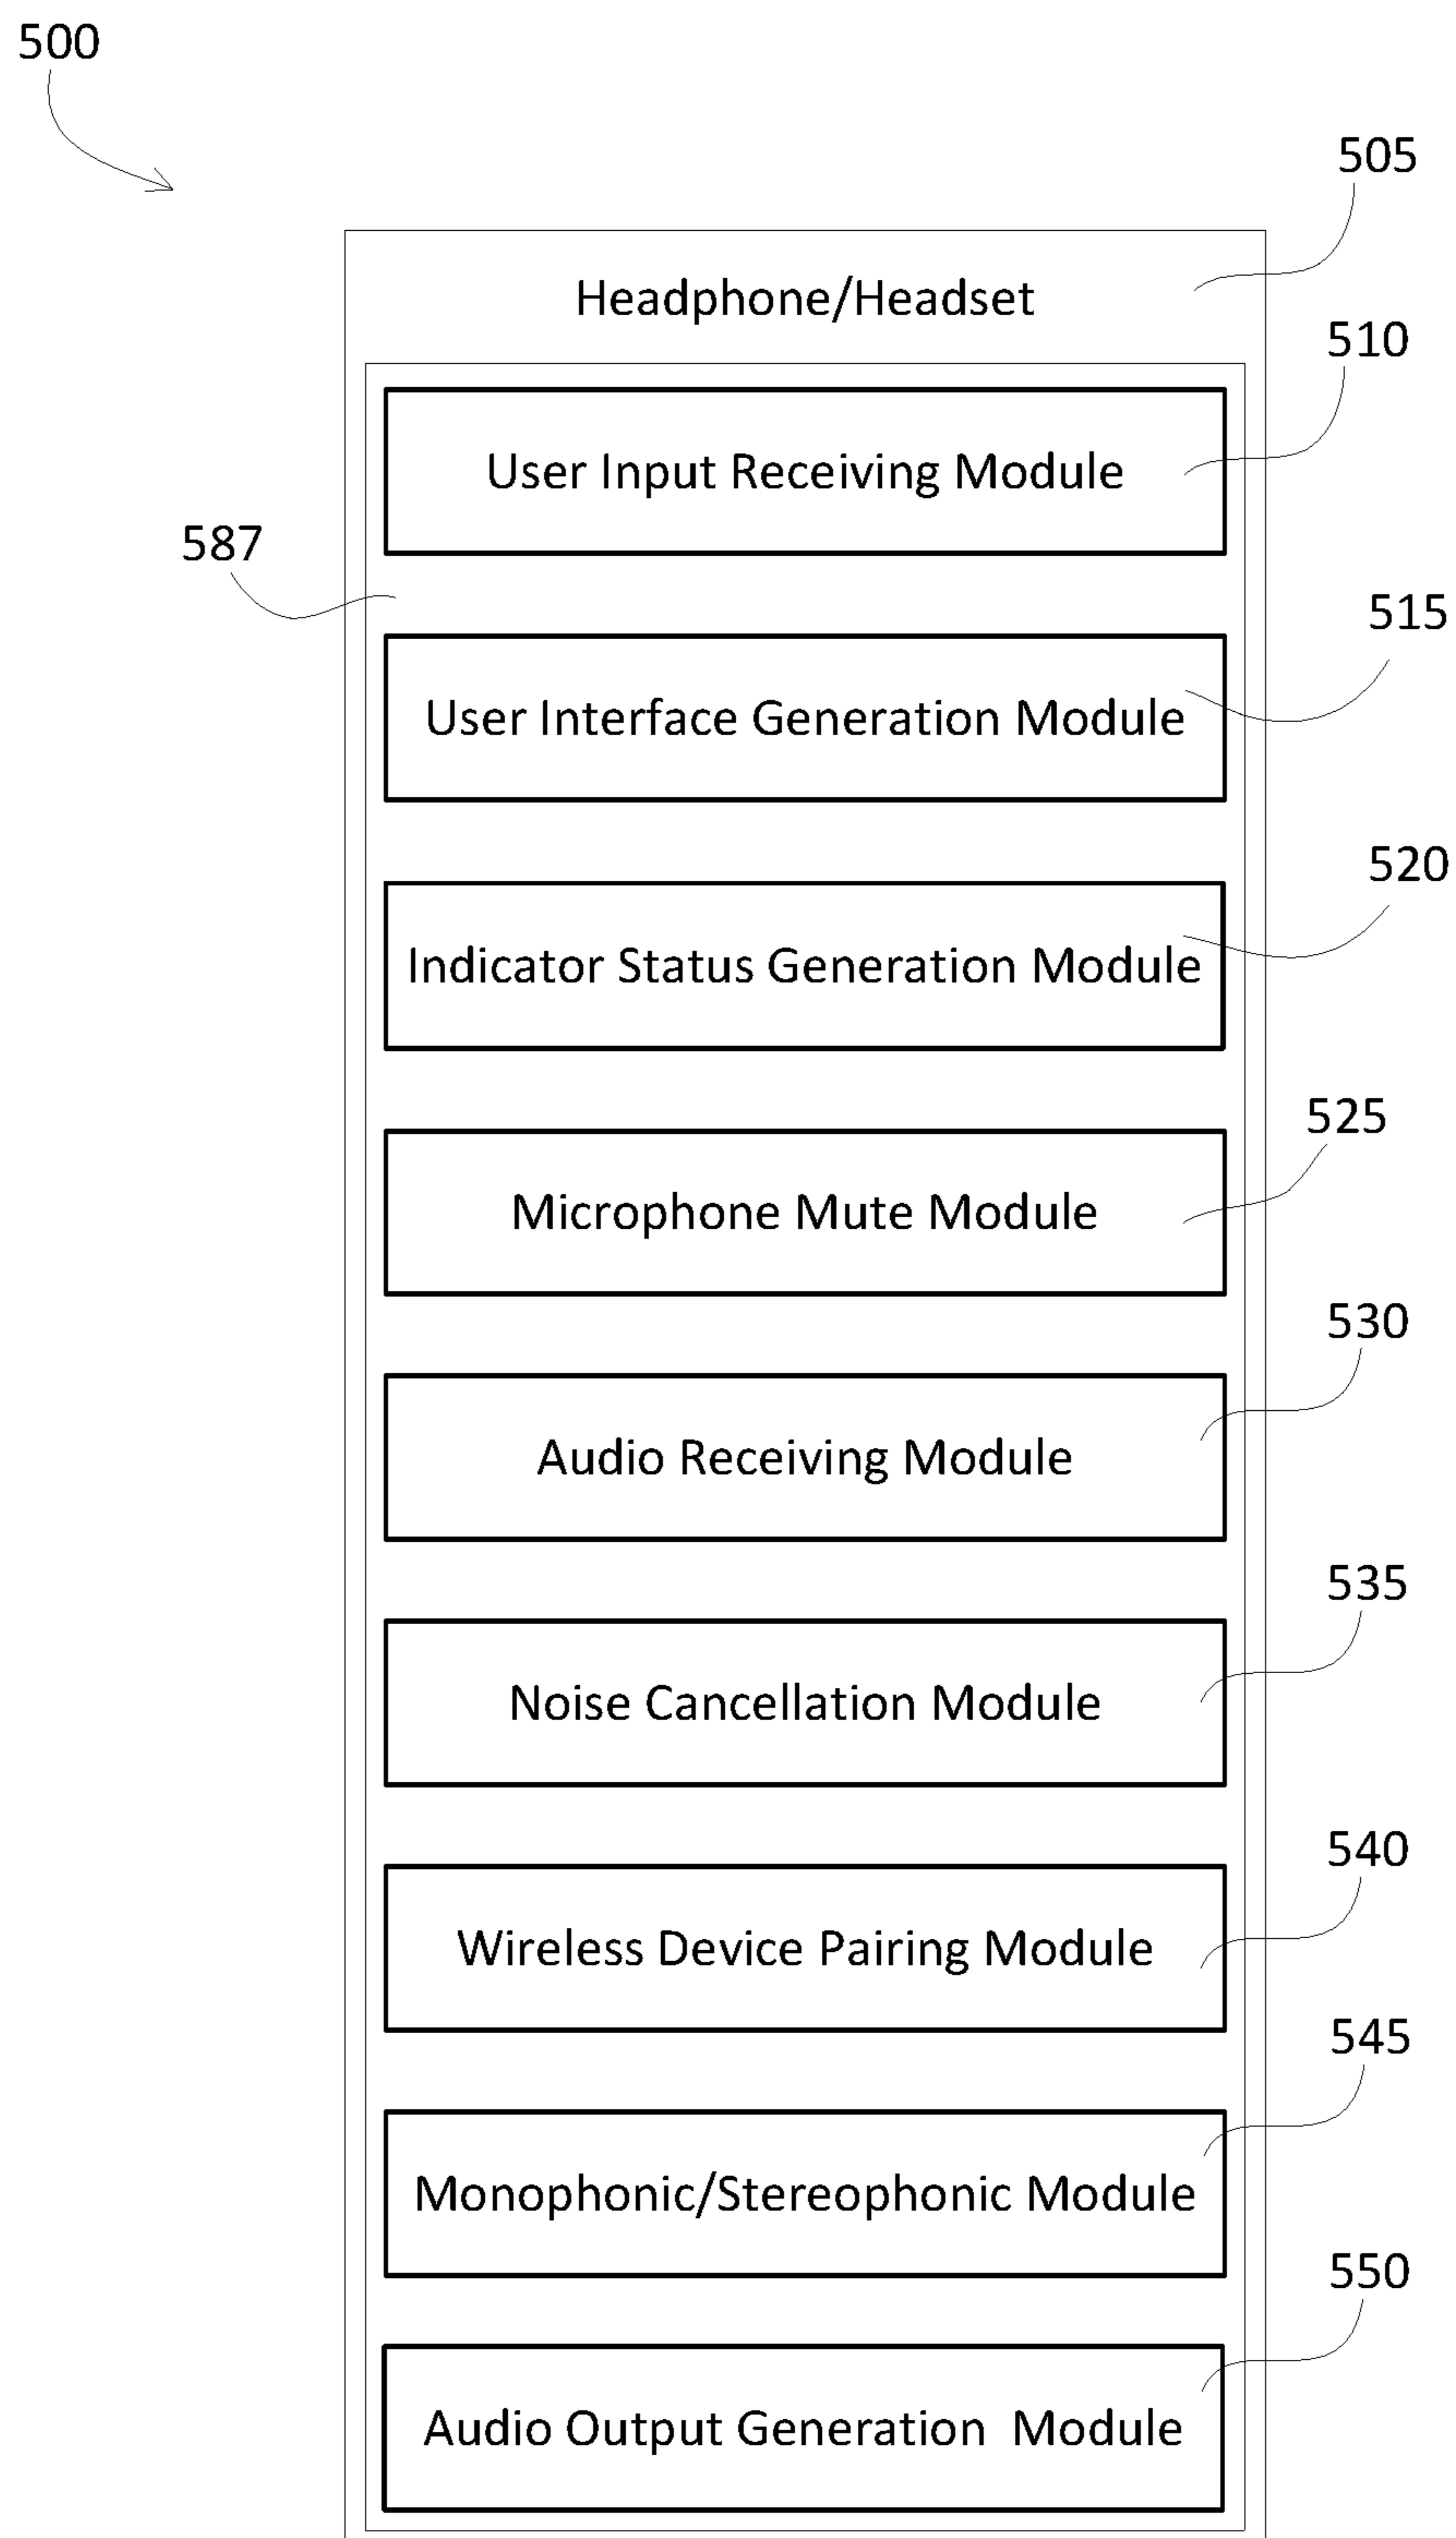 500
505
Headphone/Headset
510
User Input Receiving Module
587
515
User Interface Generation Module
520
Indicator Status Generation Module
525
Microphone Mute Module
530
Audio Receiving Module
535
Noise Cancellation Module
540
Wireless Device Pairing Module
545
Monophonic/Stereophonic Module
550
Audio Output Generation  Module